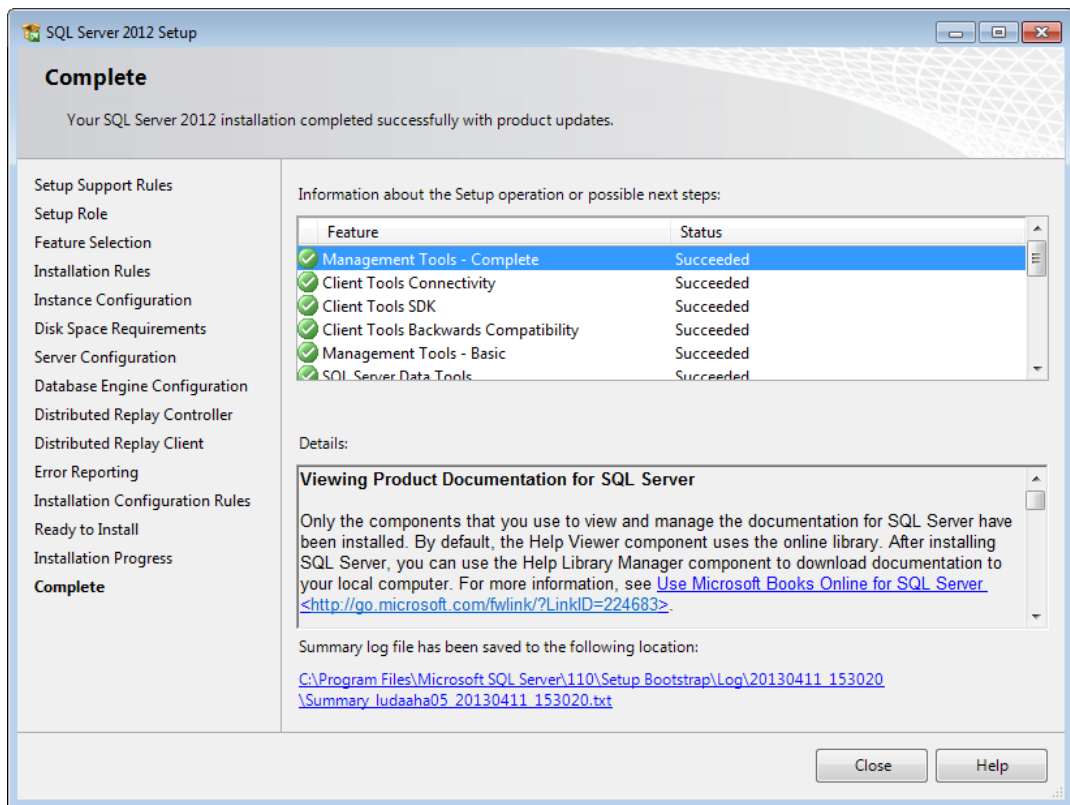 SQL Server 2012 Setup
Complete
Your SQL Server 2012 installation completed successfully with product updates.
Setup Support Rules
Setup Role
Feature Selection
Installation Rules
Instance Configuration
Disk Space Requirements
Server Configuration
Database Engine Configuration
Distributed Replay Controller
Distributed Replay Client
Error Reporting
Installation Configuration Rules
Ready to Install
Installation Progress
Complete
Information about the Setup operation or possible next steps:
Feature Status
Management Tools - Complete Succeeded
Client Tools Connectivity Succeeded
Client Tools SDK Succeeded
Client Tools Backwards Compatibility Succeeded
Management Tools - Basic Succeeded
SQL Server Data Tools Succeeded
Details:
Viewing Product Documentation for SQL Server
Only the components that you use to view and manage the documentation for SQL Server have
been installed. By default, the Help Viewer component uses the online library. After installing
SQL Server, you can use the Help Library Manager component to download documentation to
your local computer. For more information, see Use Microsoft Books Online for SQL Server
<http://go.microsoft.com/fwlink/?LinkID=224683>.
Summary log file has been saved to the following location:
C:\Program Files\Microsoft SQL Server\110\Setup Bootstrap\Log\20130411_153020
\Summary_ludaaha05_20130411_153020.txt
Close Help